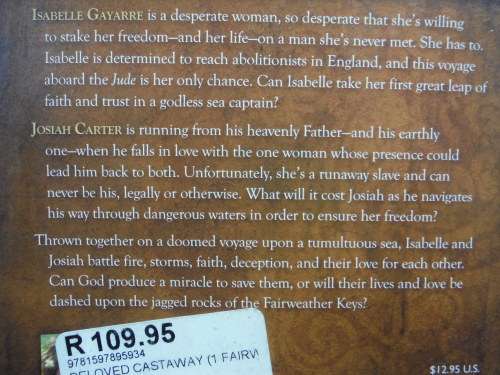 ISABELLE GAYARRE is a desperate woman, so desperate that she's willing
to stake her freedom—and her life—on a man she's never met. She has to.
Isabelle is determined to reach abolitionists in England, and this voyage
aboard the Jude is her only chance. Can Isabelle take her first great leap of
faith and trust in a godless sea captain?
JOSIAH CARTER is running from his heavenly Father—and his earthly
one—when he falls in love with the one woman whose presence could
lead him back to both. Unfortunately, she's a runaway slave and can
never be his, legally or otherwise. What will it cost Josiah as he navigates
his way through dangerous waters in order to ensure her freedom?
Thrown together on a doomed voyage upon a tumultuous sea, Isabelle and
Josiah battle fire, storms, faith, deception, and their love for each other.
Can God produce a miracle to save them, or will their lives and love be
dashed upon the jagged rocks of the Fairweather Keys?
R 109.95
9781597895934
BELOVED CASTAWAY (1 FAIRW
$12.95 U.S.